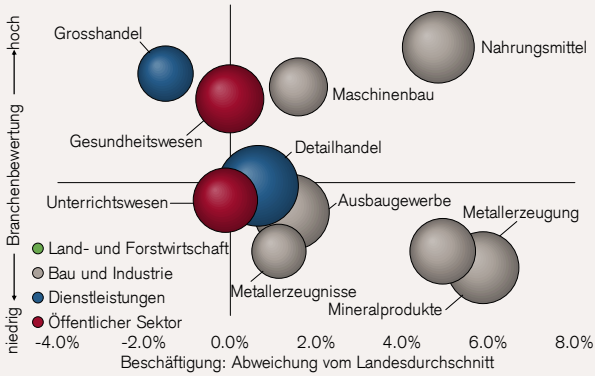 hoch
Branchenbewertung
niedrig
Grosshandel
Nahrungsmittel
Maschinenbau
Gesundheitswesen
Detailhandel
Unterrichtswesen
Ausbaugewerbe
Metallerzeugung
Metallerzeugnisse
Mineralprodukte
Land- und Forstwirtschaft
Bau und Industrie
Dienstleistungen
Öffentlicher Sektor
-4.0% -2.0% 0.0% 2.0% 4.0% 6.0% 8.0%
Beschäftigung: Abweichung vom Landesdurchschnitt